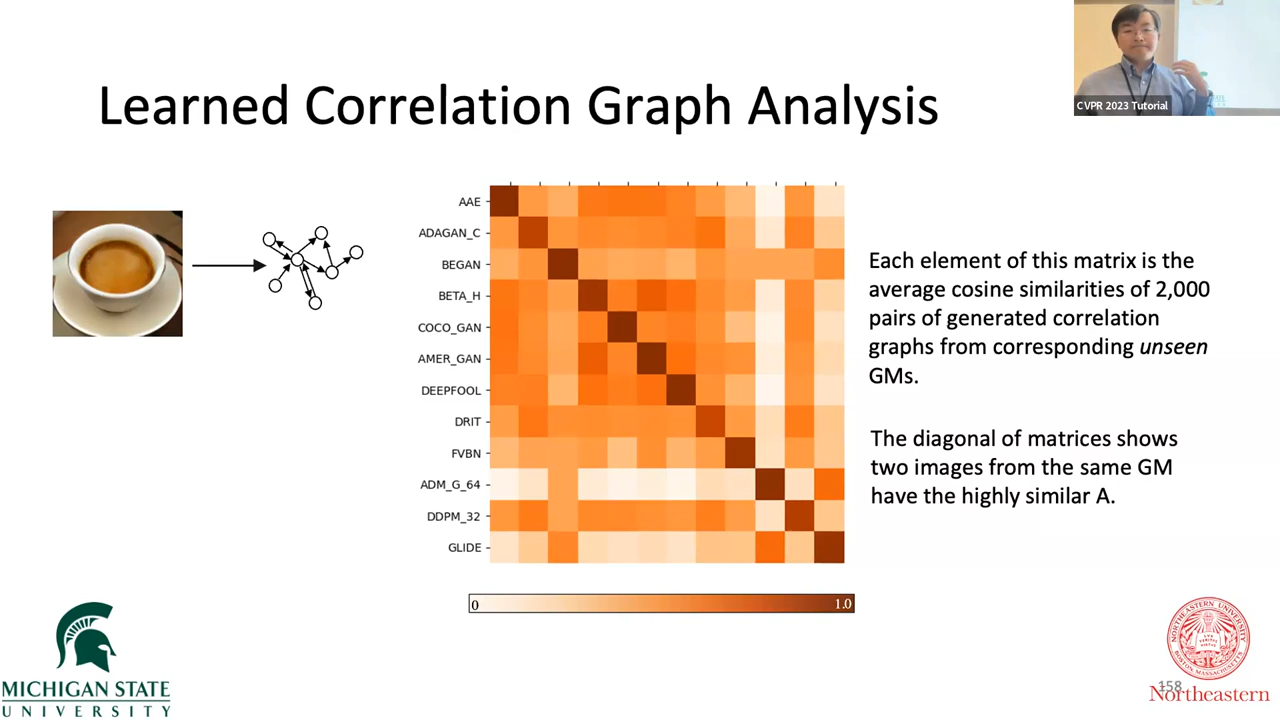 CVPR 2023 Tutorial
Learned Correlation Graph Analysis
AAE
ADAGAN_C
BEGAN
BETA_H
COCO_GAN
AMER_GAN
DEEPFOOL
DRIT
FVBN
ADM_G_64
DDPM_32
GLIDE
0
1.0
Each element of this matrix is the
average cosine similarities of 2,000
pairs of generated correlation
graphs from corresponding unseen
GMs.
The diagonal of matrices shows
two images from the same GM
have the highly similar A.
MICHIGAN STATE
UNIVERSITY
158
Northeastern